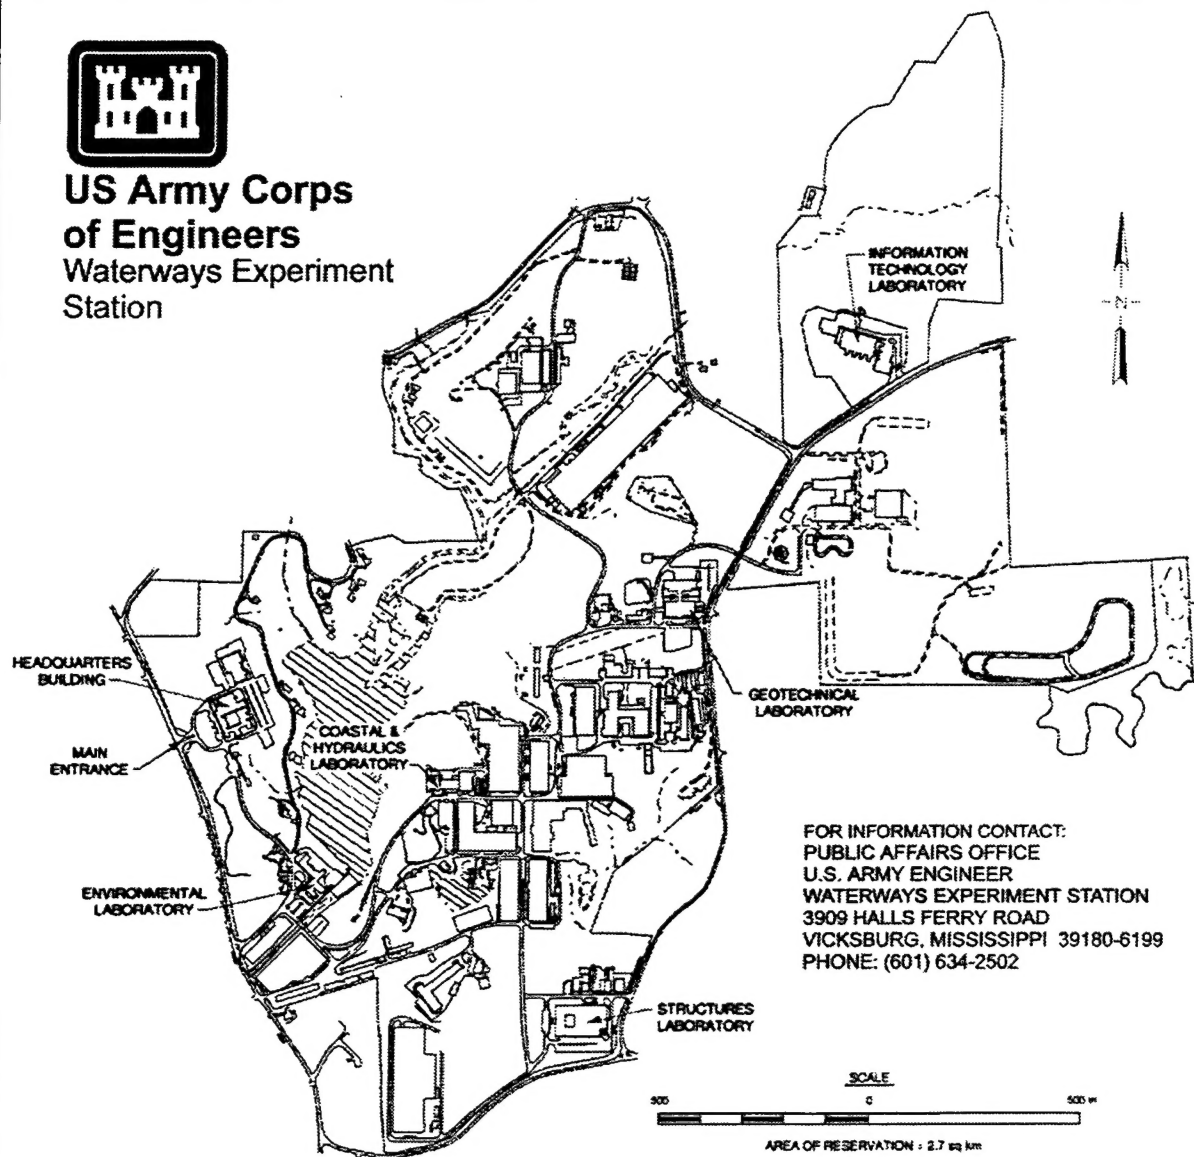 US Army Corps
of Engineers
Waterways Experiment
Station
INFORMATION
TECHNOLOGY
LABORATORY
N
HEADQUARTERS
BUILDING
MAIN
ENTRANCE
COASTAL &
HYDRAULICS
LABORATORY
GEOTECHNICAL
LABORATORY
ENVIRONMENTAL
LABORATORY
FOR INFORMATION CONTACT:
PUBLIC AFFAIRS OFFICE
U.S. ARMY ENGINEER
WATERWAYS EXPERIMENT STATION
3909 HALLS FERRY ROAD
VICKSBURG, MISSISSIPPI 39180-6199
PHONE: (601) 634-2502
STRUCTURES
LABORATORY
SCALE
500 0 500 m
AREA OF RESERVATION : 2.7 sq km